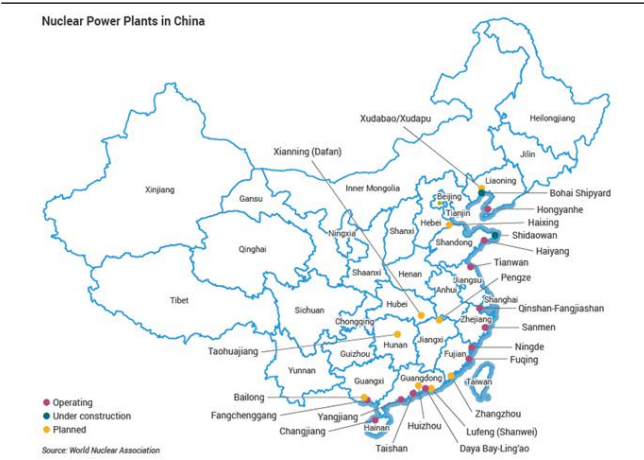 Nuclear Power Plants in China
Heilongjiang
Xudabao/Xudapu
Jilin
Xianning (Dafan)
Liaoning
Xinjiang
Inner Mongolia
Bohai Shipyard
Gansu
Beijing
Tianjin
Hongyanhe
Hebei
Haixing
Ningxia
Shanxi
Shidaowan
Qinghai
Shandong
Haiyang
Tianwan
Shaanxi
Henan
Jiangsu
Pengze
Anhui
Tibet
Hubei
Shanghai
Sichuan
Qinshan-Fangjiashan
Chongqing
Zhejiang
Sanmen
Taohuajiang
Hunan
Jiangxi
Ningde
Guizhou
Fujian
Fuqing
Yunnan
Guangxi
Guangdong
Taiwan
Bailong
Operating
Fangchenggang
Yangjiang
Zhangzhou
Under construction
Changjiang
Hainan
Huizhou
Lufeng (Shanwei)
Planned
Taishan
Daya Bay-Ling'ao
Source: World Nuclear Association